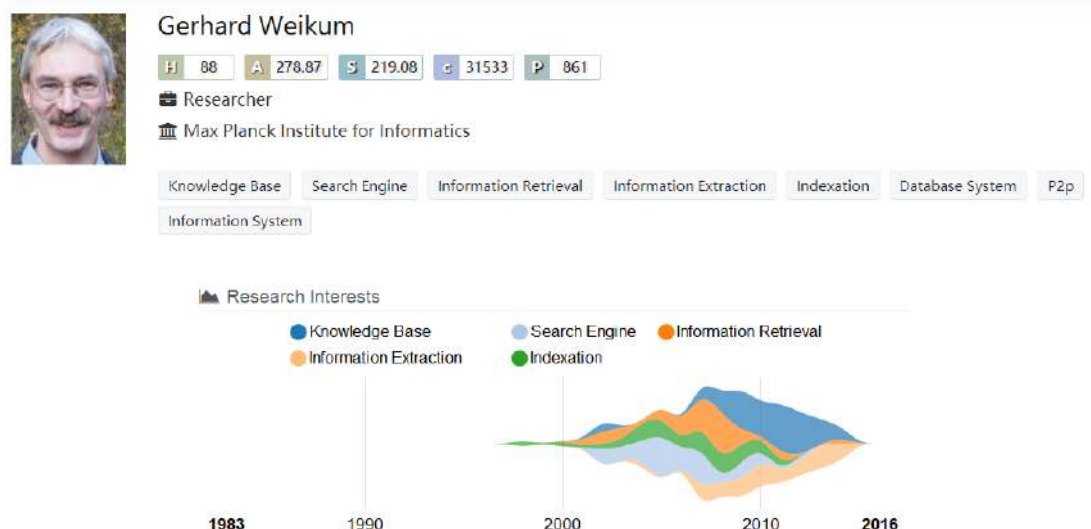 Gerhard Weikum
H 88 A 278.87 S 219.08 c 31533 P 861
Researcher
Max Planck Institute for Informatics
Knowledge Base Search Engine Information Retrieval Information Extraction Indexation Database System P2p
Information System
Research Interests
Knowledge Base Search Engine Information Retrieval
Information Extraction Indexation
1983 1990 2000 2010 2016